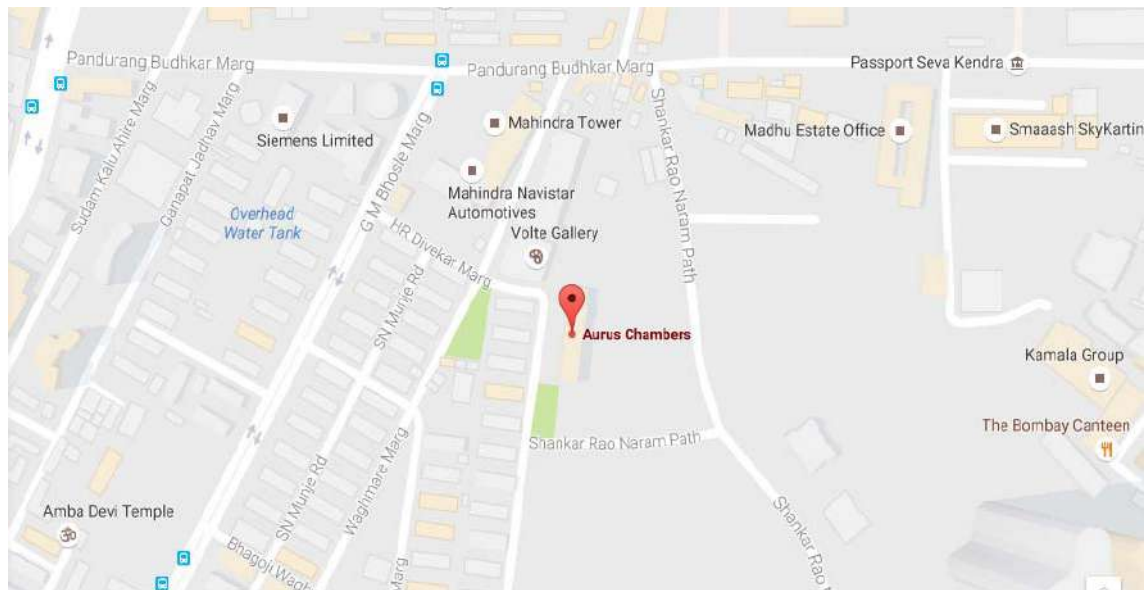 Pandurang Budhkar Marg
Pandurang Budhkar Marg
Passport Seva Kendra
Sudam Kalu Ahire Marg
Ganapat Jadhav Marg
Siemens Limited
G M Bhosle Marg
Mahindra Tower
Shankar Rao Naram Path
Madhu Estate Office
Smaaash SkyKartin
Mahindra Navistar
Automotives
Overhead
Water Tank
HR Divekar Marg
Volte Gallery
SN Munje Rd
Aurus Chambers
Kamala Group
The Bombay Canteen
Shankar Rao Naram Path
Waghmare Marg
SN Munje Rd
Amba Devi Temple
Shankar Rao
Bhagoji Wagh
Marg